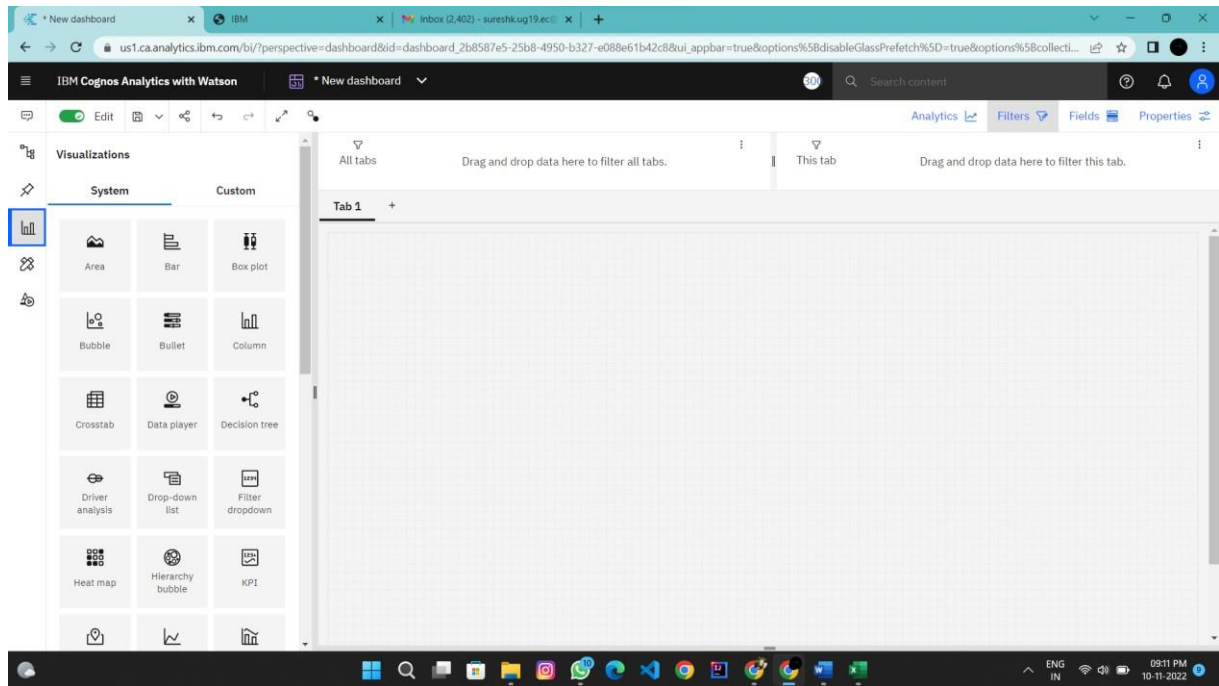 * New dashboard
IBM
Inbox (2,402) - sureshk.ug19.ec@
us1.ca.analytics.ibm.com/bi/?perspective=dashboard&id=dashboard_2b8587e5-25b8-4950-b327-e088e61b42c8&ui_appbar=true&options%5BdisableGlassPrefetch%5D=true&options%5Bcollecti...
IBM Cognos Analytics with Watson
* New dashboard
Search content
Edit
Analytics
Filters
Fields
Properties
Visualizations
System
Custom
All tabs
Drag and drop data here to filter all tabs.
This tab
Drag and drop data here to filter this tab.
Tab 1 +
Area
Bar
Box plot
Bubble
Bullet
Column
Crosstab
Data player
Decision tree
Driver
analysis
Drop-down
list
Filter
dropdown
Heat map
Hierarchy
bubble
KPI
ENG
IN
09:11 PM
10-11-2022